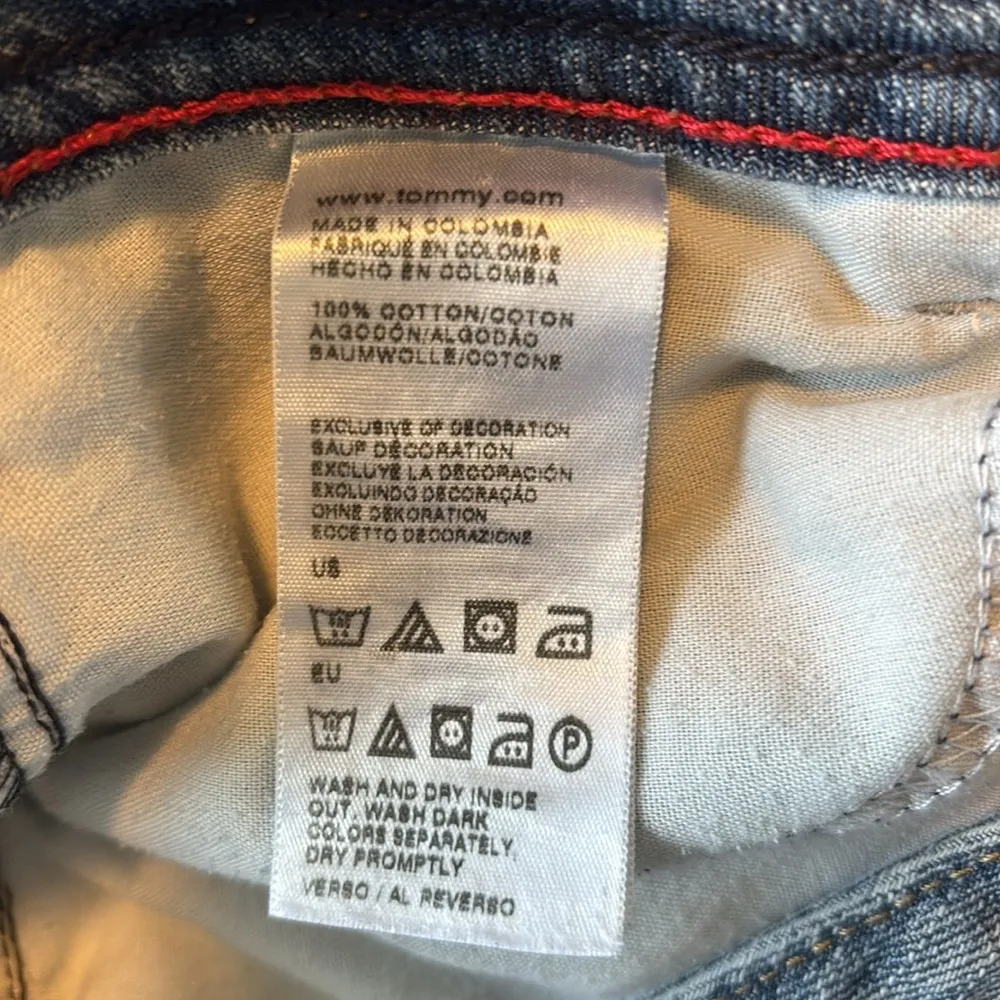 www.tommy.com
MADE IN COLOMBIA
FABRIQUÉ EN COLOMBIE
HECHO EN COLOMBIA
100% COTTON/COTON
ALGODÓN/ALGODÃO
BAUMWOLLE/COTONE
EXCLUSIVE OF DECORATION
SAUF DÉCORATION
EXCLUYE LA DECORACIÓN
EXCLUINDO DECORAÇÃO
OHNE DEKORATION
ECCETTO DECORAZIONE
US
EU
P
WASH AND DRY INSIDE
OUT. WASH DARK
COLORS SEPARATELY.
DRY PROMPTLY
VERSO / AL REVERSO